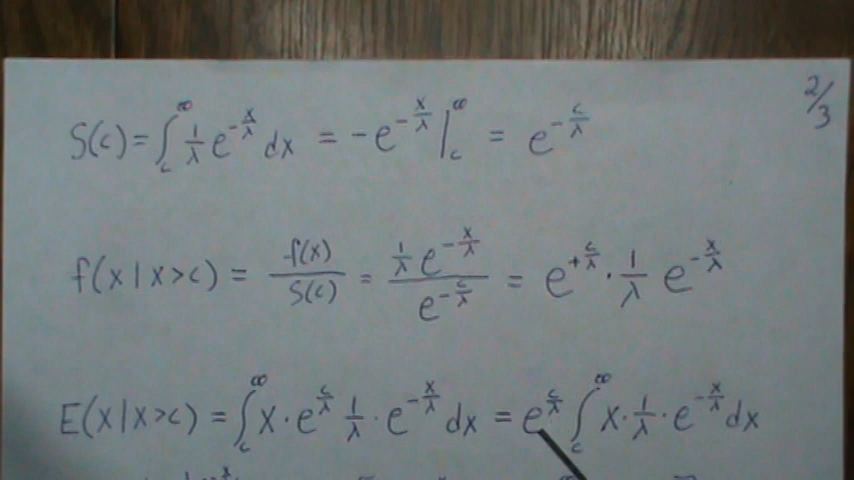 2/3
S(c) = ∫_c^∞ 1/λ e^{-x/λ} dx = -e^{-x/λ} |_c^∞ = e^{-c/λ}
f(x|x>c) = f(x)/S(c) = (1/λ e^{-x/λ})/(e^{-c/λ}) = e^{+c/λ} · 1/λ e^{-x/λ}
E(x|x>c) = ∫_c^∞ x · e^{c/λ} 1/λ · e^{-x/λ} dx = e^{c/λ} ∫_c^∞ x · 1/λ · e^{-x/λ} dx